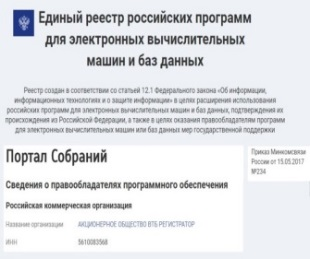 Единый реестр российских программ
для электронных вычислительных
машин и баз данных
Реестр создан в соответствии со статьей 12.1 Федерального закона «Об информации,
информационных технологиях и о защите информации» в целях расширения использования
российских программ для электронных вычислительных машин и баз данных, подтверждения их
происхождения из Российской Федерации, а также в целях оказания правообладателям программ
для электронных вычислительных машин или баз данных мер государственной поддержки
Портал Собраний
Приказ Минкомсвязи
России от 15.05.2017
№234
Сведения о правообладателях программного обеспечения
Российская коммерческая организация
Название организации АКЦИОНЕРНОЕ ОБЩЕСТВО ВТБ РЕГИСТРАТОР
ИНН 5610083568